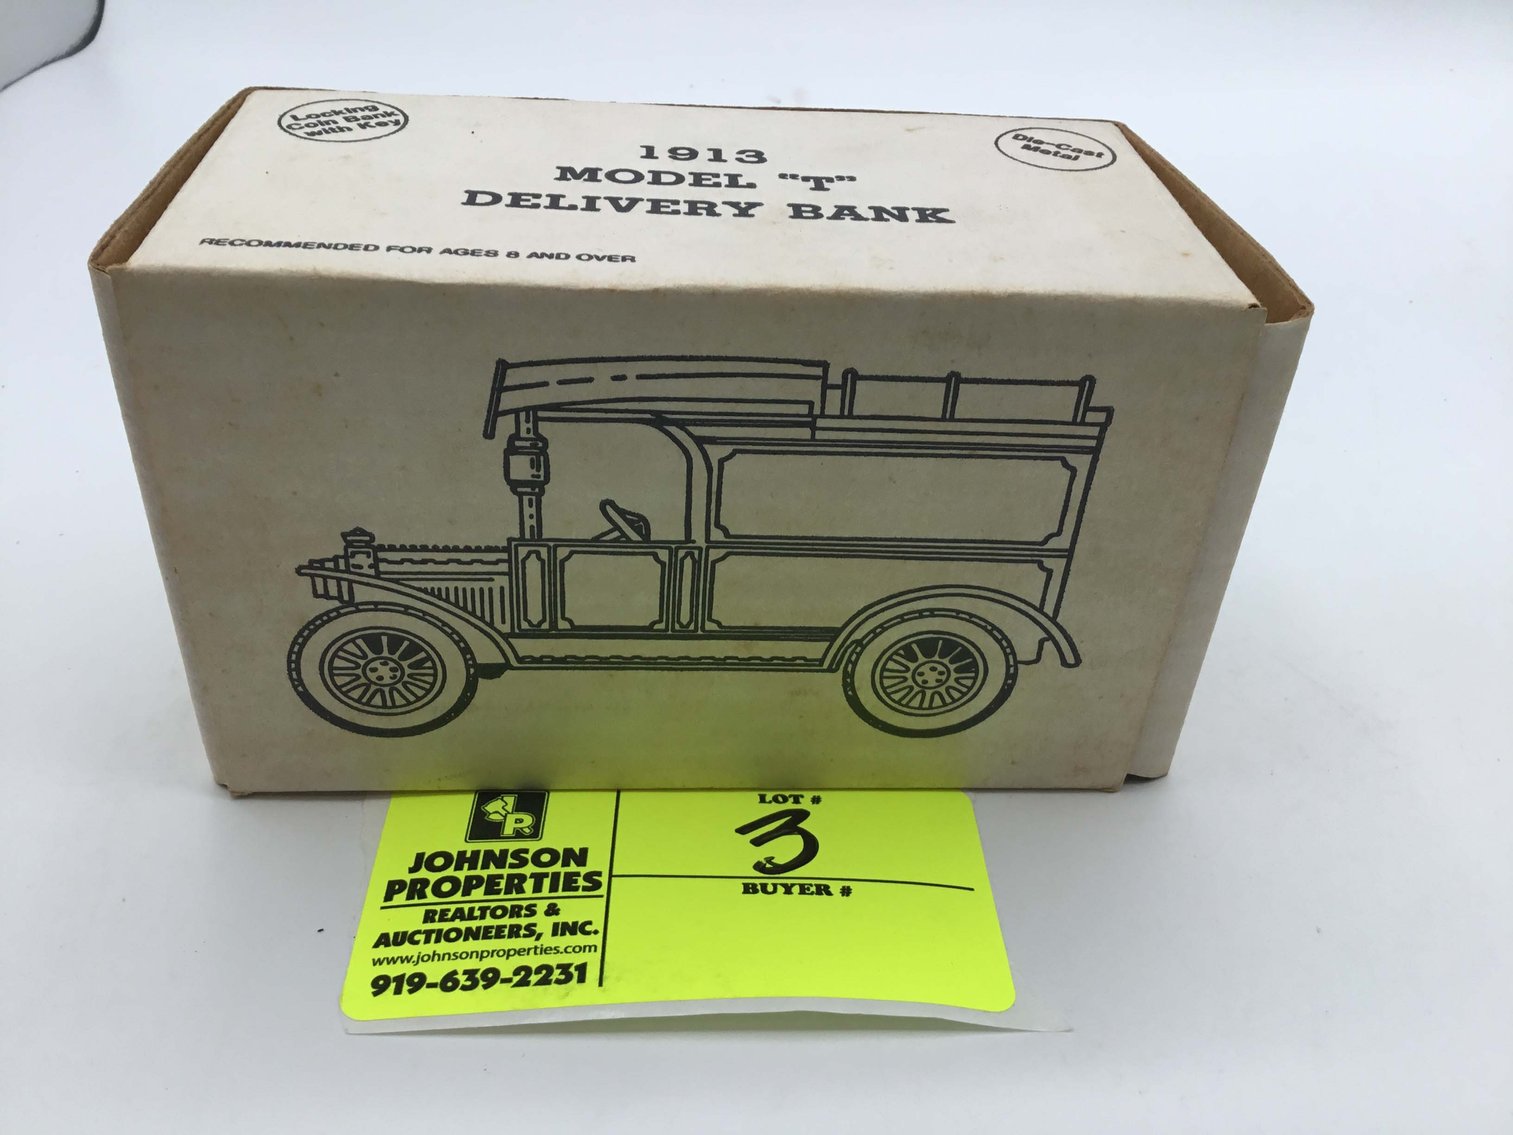 Locking
Coin Bank
with Key
1913
MODEL "T"
DELIVERY BANK
Die-Cast
Metal
RECOMMENDED FOR AGES 8 AND OVER
JP
JOHNSON
PROPERTIES
REALTORS &
AUCTIONEERS, INC.
www.johnsonproperties.com
919-639-2231
LOT #
3
BUYER #